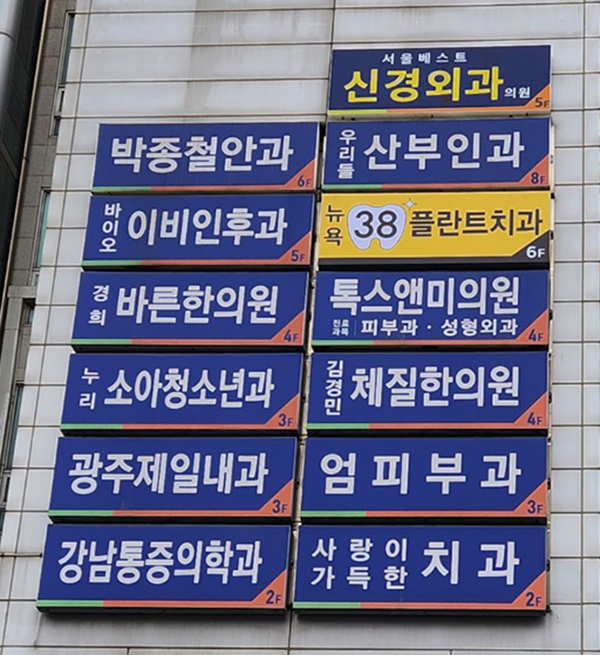 서울베스트
신경외과의원
5F
박종철안과
6F
우리들 산부인과
8F
바이오 이비인후과
5F
뉴욕 38 플란트치과
6F
경희 바른한의원
4F
톡스앤미의원
진료과목 피부과 · 성형외과
4F
누리 소아청소년과
3F
김경민 체질한의원
4F
광주제일내과
3F
엄피부과
3F
강남통증의학과
2F
사랑이
가득한 치과
2F